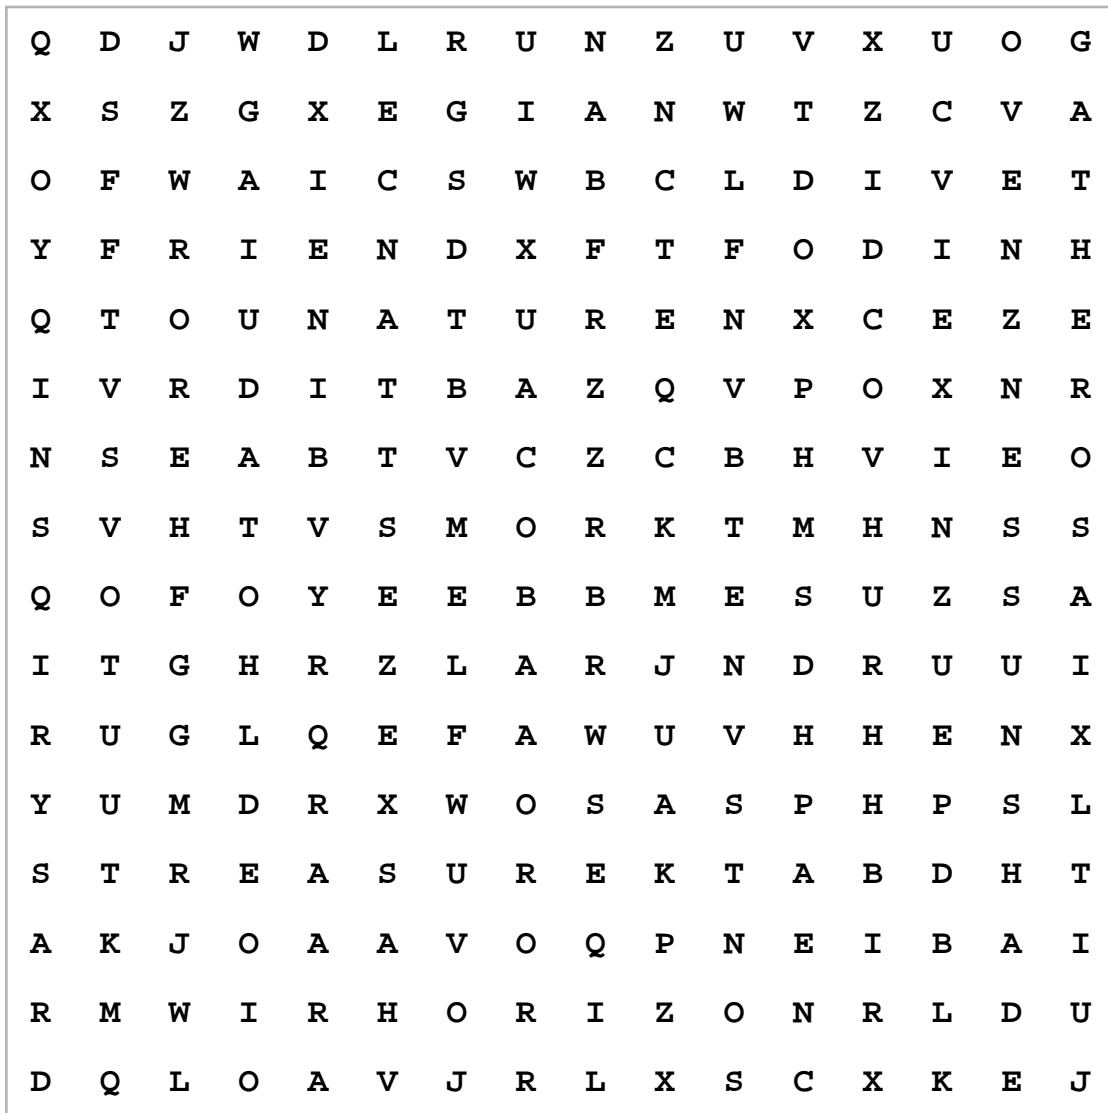 Q D J W D L R U N Z U V X U O G
X S Z G X E G I A N W T Z C V A
O F W A I C S W B C L D I V E T
Y F R I E N D X F T F O D I N H
Q T O U N A T U R E N X C E Z E
I V R D I T B A Z Q V P O X N R
N S E A B T V C Z C B H V I E O
S V H T V S M O R K T M H N S S
Q O F O Y E E B B M E S U Z S A
I T G H R Z L A R J N D R U U I
R U G L Q E F A W U V H H E N X
Y U M D R X W O S A S P H P S L
S T R E A S U R E K T A B D H T
A K J O A A V O Q P N E I B A I
R M W I R H O R I Z O N R L D U
D Q L O A V J R L X S C X K E J